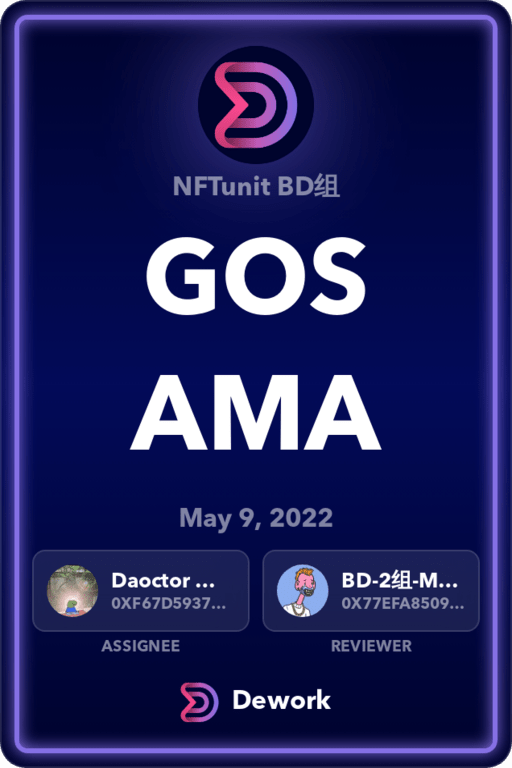 NFTunit BD组
GOS
AMA
May 9, 2022
Daoctor ...
0XF67D5937...
ASSIGNEE
BD-2组-M...
0X77EFA8509...
REVIEWER
Dework